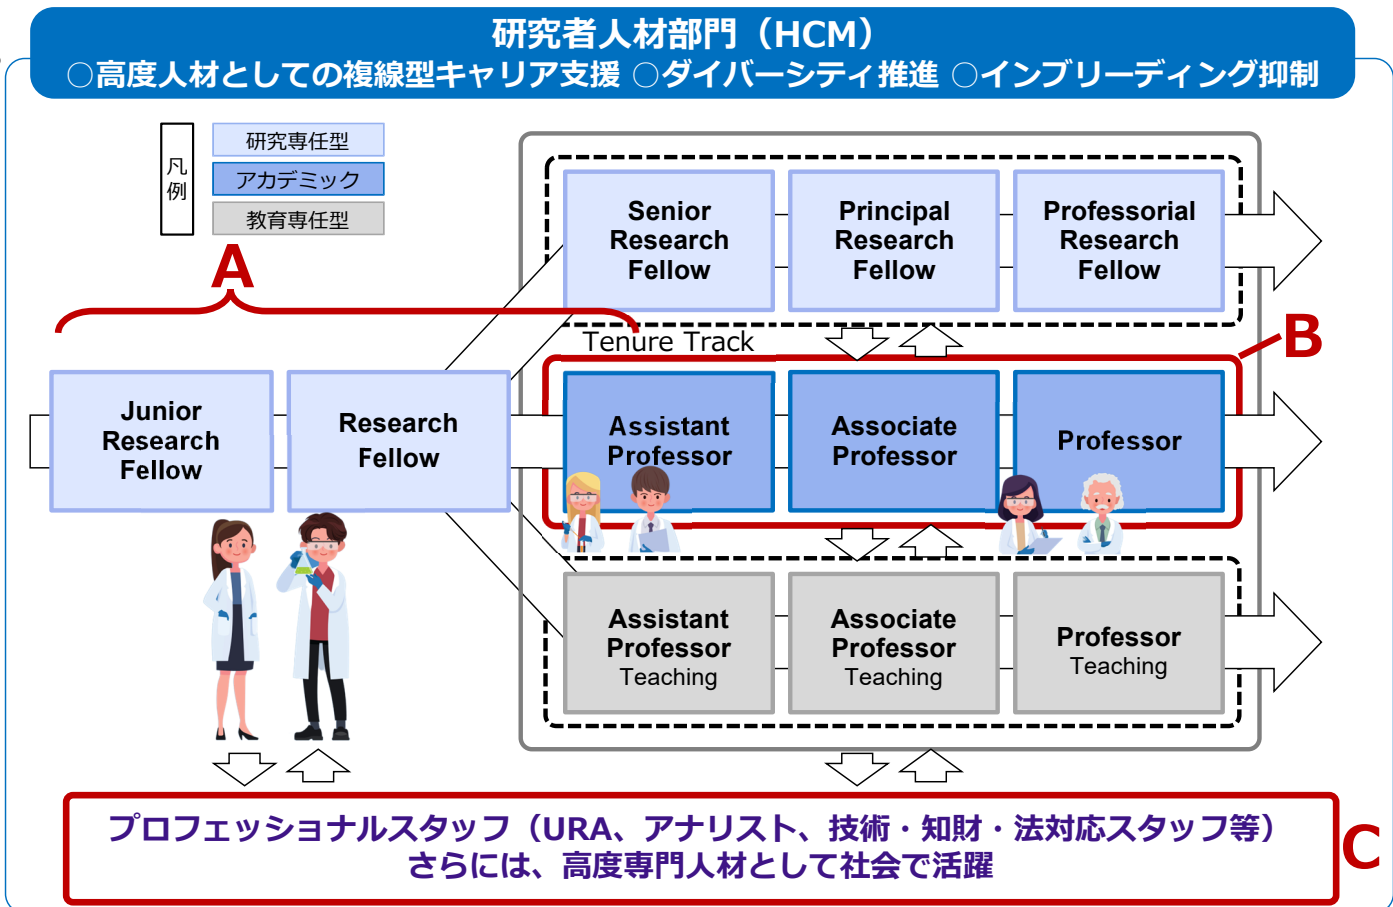 研究者人材部門（HCM）
○高度人材としての複線型キャリア支援 ○ダイバーシティ推進 ○インブリーディング抑制
凡
例
研究専任型
アカデミック
教育専任型
A
Senior
Research
Fellow
Principal
Research
Fellow
Professorial
Research
Fellow
Tenure Track
B
Junior
Research
Fellow
Research
Fellow
Assistant
Professor
Associate
Professor
Professor
Assistant
Professor
Teaching
Associate
Professor
Teaching
Professor
Teaching
プロフェッショナルスタッフ（URA、アナリスト、技術・知財・法対応スタッフ等）
さらには、高度専門人材として社会で活躍
C